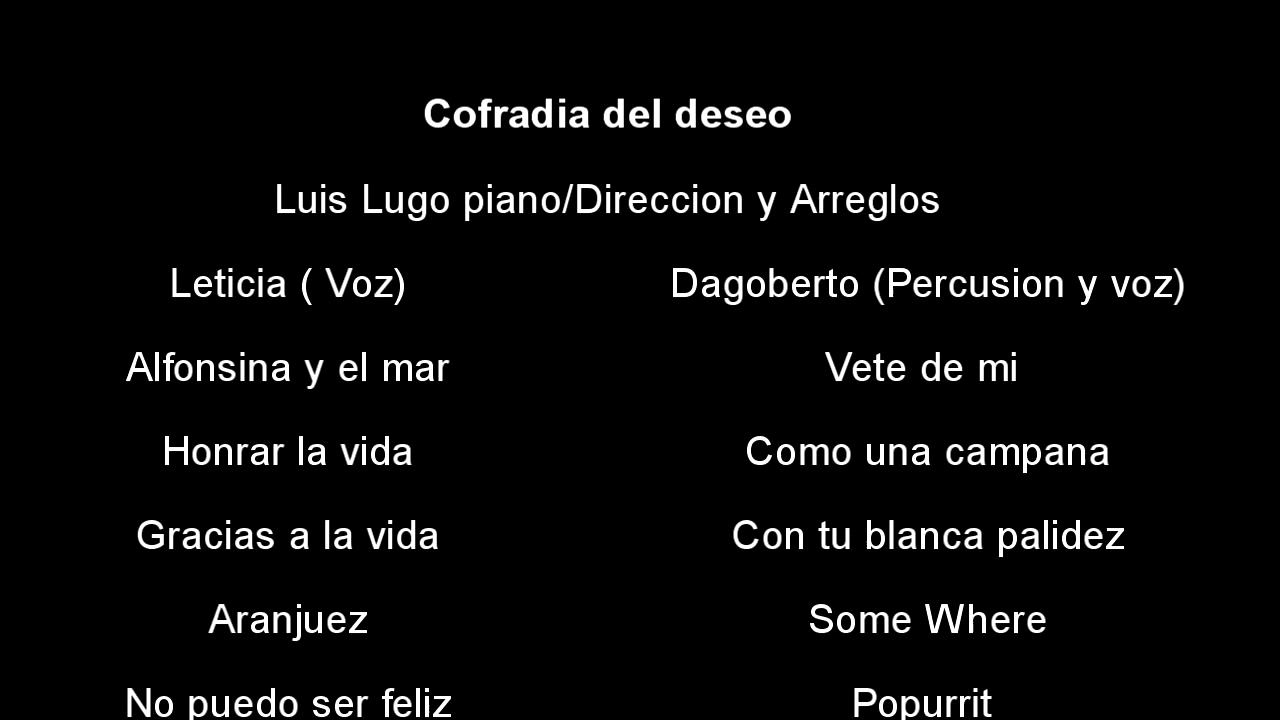 Cofradia del deseo
Luis Lugo piano/Direccion y Arreglos
Leticia ( Voz) Dagoberto (Percusion y voz)
Alfonsina y el mar Vete de mi
Honrar la vida Como una campana
Gracias a la vida Con tu blanca palidez
Aranjuez Some Where
No puedo ser feliz Popurrit